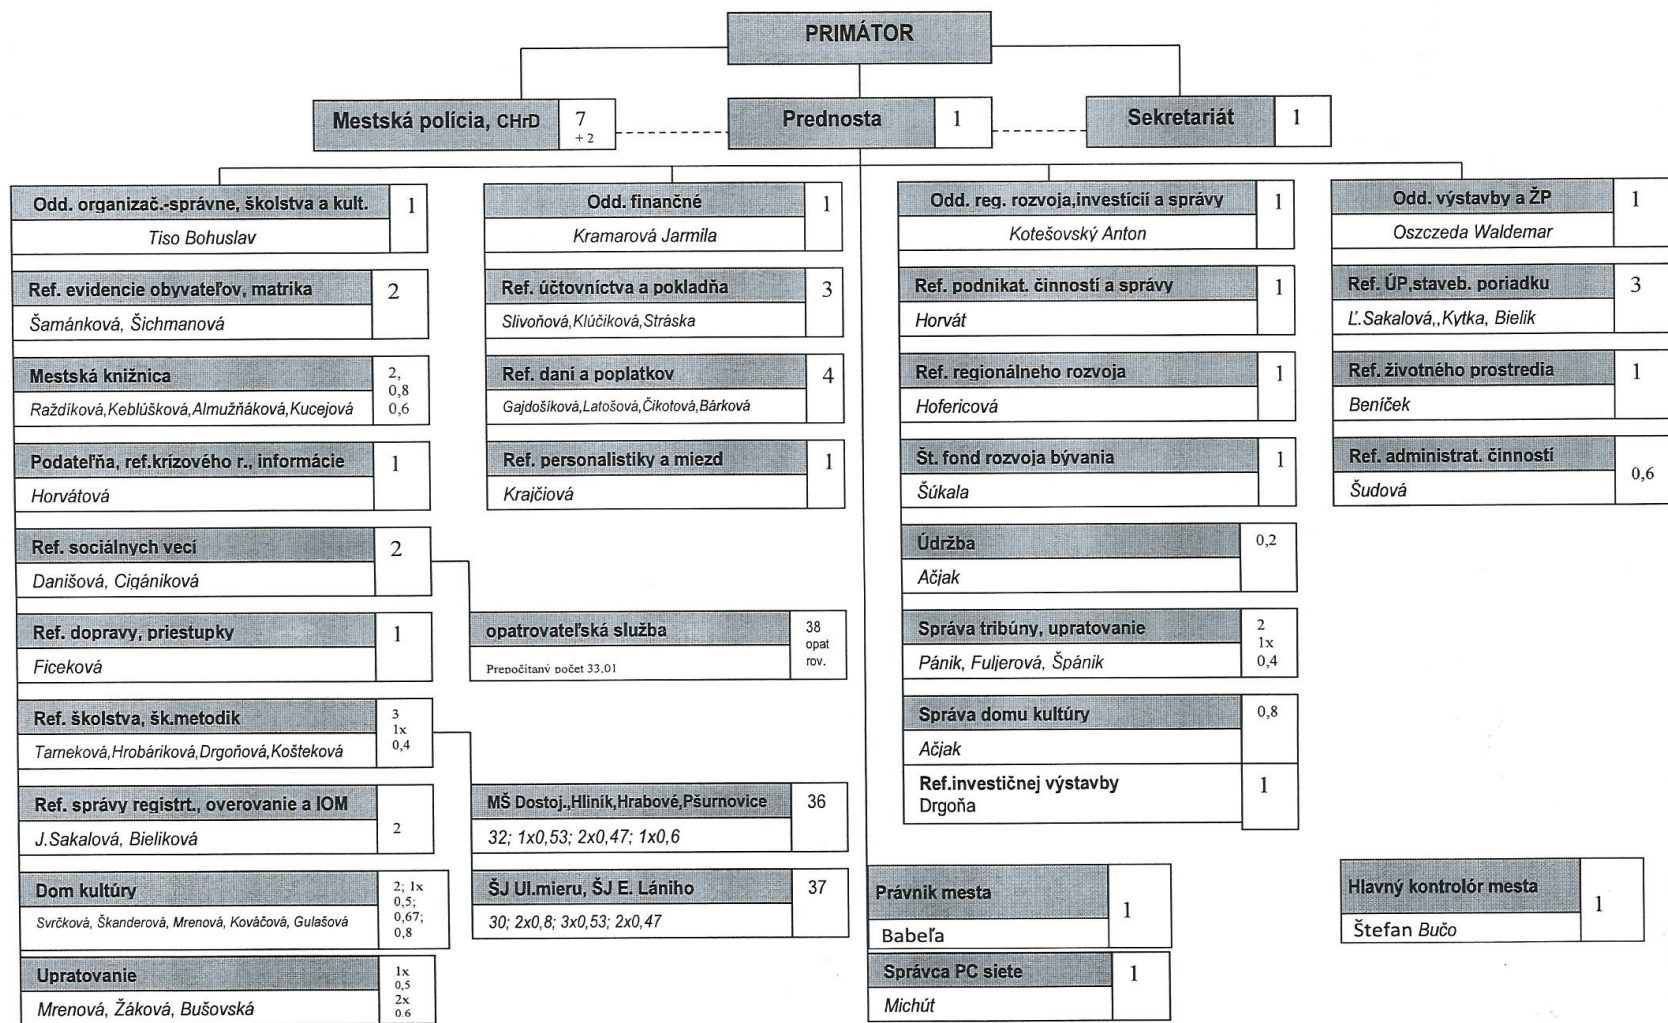 PRIMÁTOR
Mestská polícia, CHrD
7
+ 2
Prednosta
1
Sekretariát
1
Odd. organizač.-správne, školstva a kult.
1
Tiso Bohuslav
Ref. evidencie obyvateľov, matrika
2
Šamánková, Šichmanová
Mestská knižnica
2,
0,8
0,6
Raždíková,Keblúšková,Almužňáková,Kucejová
Podateľňa, ref.krízového r., informácie
1
Horvátová
Ref. sociálnych vecí
2
Danišová, Cigániková
Ref. dopravy, priestupky
1
Ficeková
Ref. školstva, šk.metodik
3
1x
0,4
Tarneková,Hrobáriková,Drgoňová,Košteková
Ref. správy registrt., overovanie a IOM
2
J.Sakalová, Bieliková
Dom kultúry
2; 1x
0,5;
0,67;
0,8
Svrčková, Škanderová, Mrenová, Kováčová, Gulašová
Upratovanie
1x
0,5
2x
0.6
Mrenová, Žáková, Bušovská
Odd. finančné
1
Kramarová Jarmila
Ref. účtovníctva a pokladňa
3
Slivoňová,Klúčiková,Stráska
Ref. daní a poplatkov
4
Gajdošíková,Latošová,Čikotová,Bárková
Ref. personalistiky a miezd
1
Krajčiová
opatrovateľská služba
38
opat
rov.
Prepočítaný počet 33.01
MŠ Dostoj.,Hliník,Hrabové,Pšurnovice
36
32; 1x0,53; 2x0,47; 1x0,6
ŠJ Ul.mieru, ŠJ E. Lániho
37
30; 2x0,8; 3x0,53; 2x0,47
Odd. reg. rozvoja,investícií a správy
1
Kotešovský Anton
Ref. podnikat. činností a správy
1
Horvát
Ref. regionálneho rozvoja
1
Hofericová
Št. fond rozvoja bývania
1
Šúkala
Údržba
0,2
Ačjak
Správa tribúny, upratovanie
2
1x
0,4
Pánik, Fuljerová, Špánik
Správa domu kultúry
0,8
Ačjak
Ref.investičnej výstavby
1
Drgoňa
Právnik mesta
1
Babeľa
Správca PC siete
1
Michút
Odd. výstavby a ŽP
1
Oszczeda Waldemar
Ref. ÚP,staveb. poriadku
3
Ľ.Sakalová,,Kytka, Bielik
Ref. životného prostredia
1
Beníček
Ref. administrat. činností
0,6
Šudová
Hlavný kontrolór mesta
1
Štefan Bučo